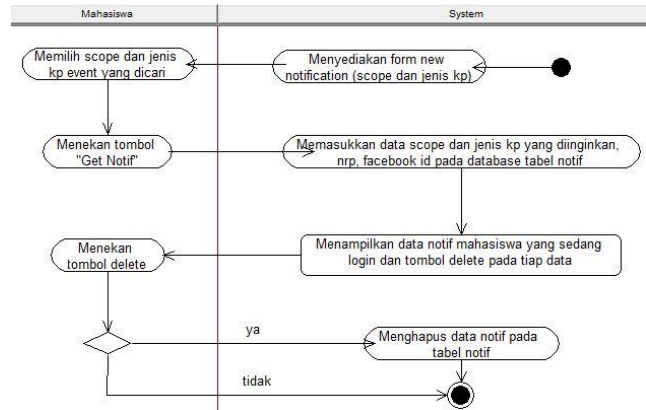 Mahasiswa
System
Memilih scope dan jenis
kp event yang dicari
Menyediakan form new
notification (scope dan jenis kp)
Menekan tombol
"Get Notif"
Memasukkan data scope dan jenis kp yang diinginkan,
nrp, facebook id pada database tabel notif
Menekan
tombol delete
Menampilkan data notif mahasiswa yang sedang
login dan tombol delete pada tiap data
ya
Menghapus data notif pada
tabel notif
tidak